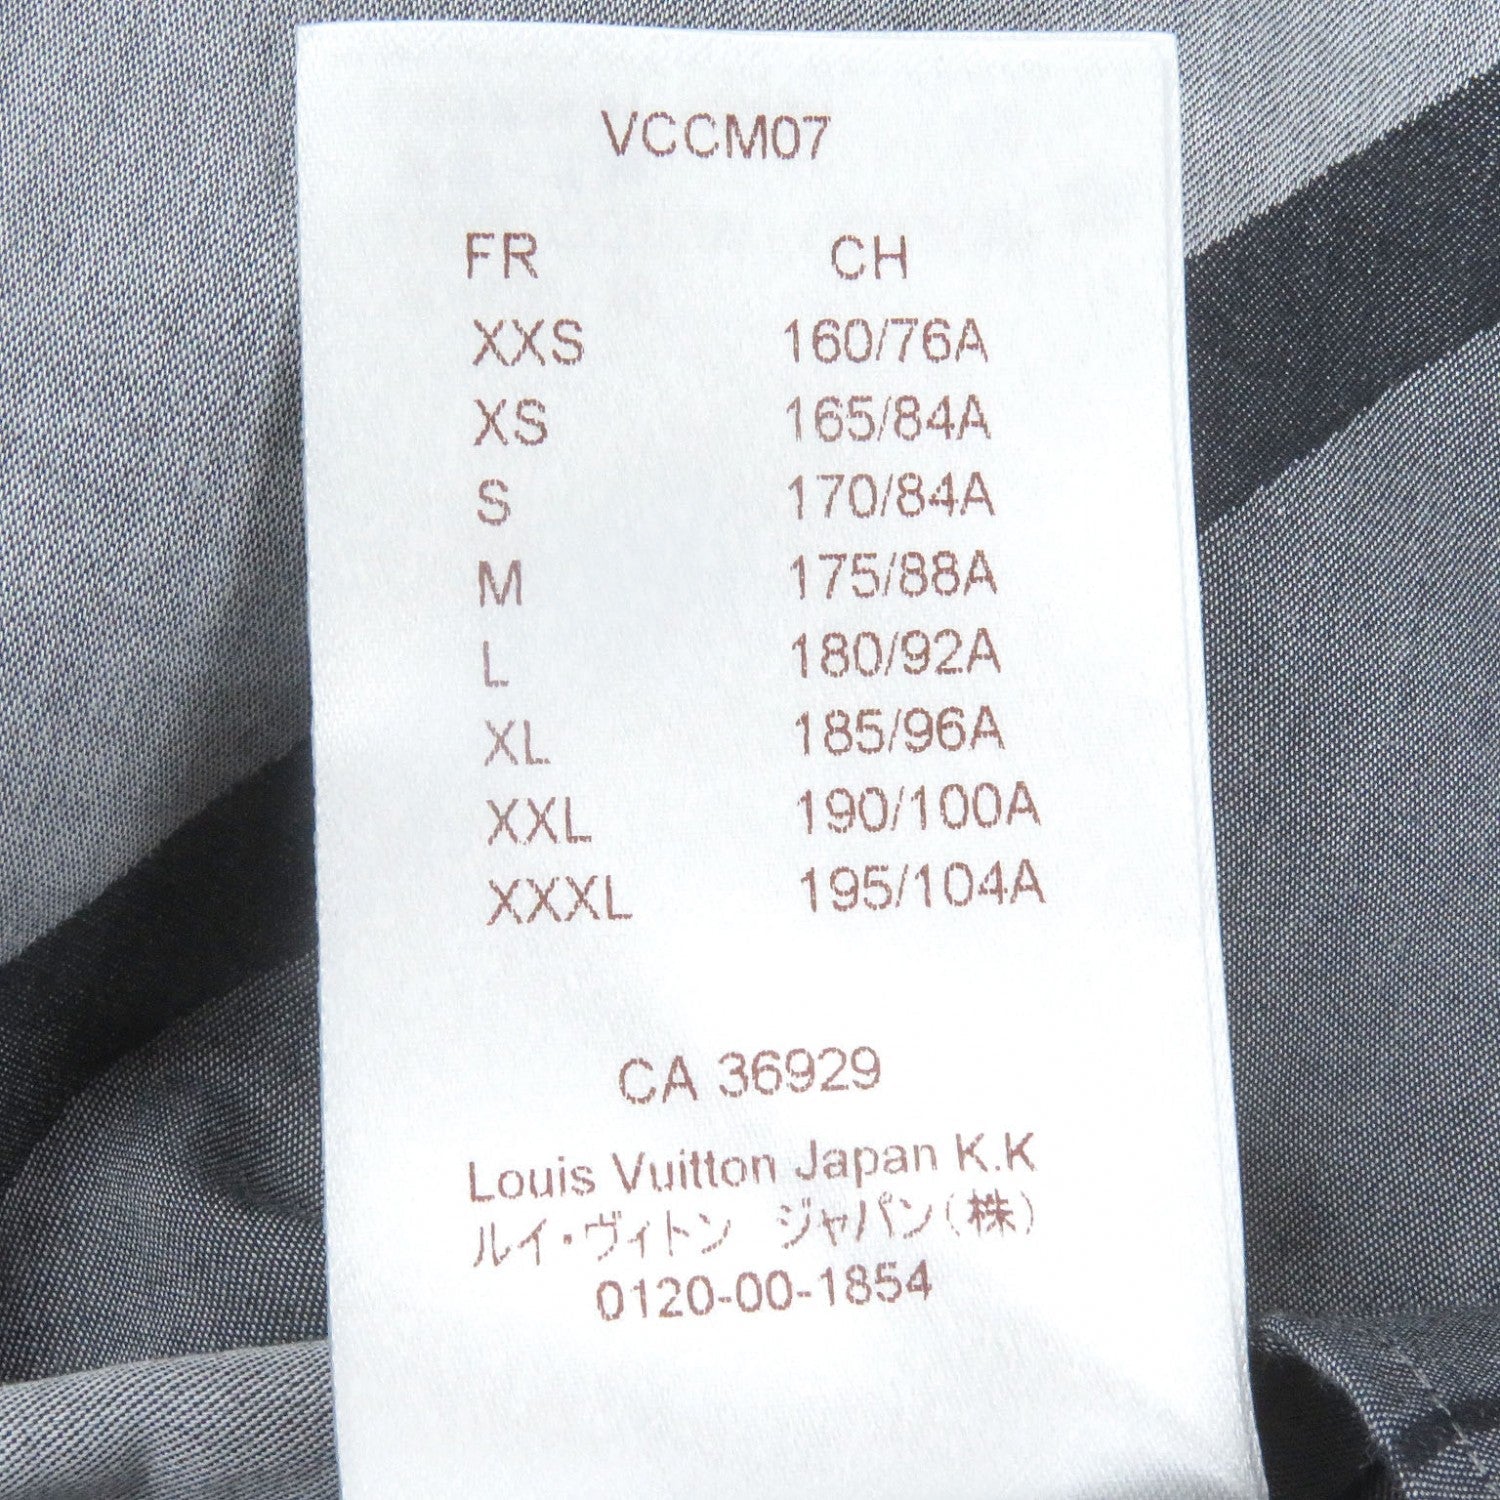 VCCM07
FR CH
XXS 160/76A
XS 165/84A
S 170/84A
M 175/88A
L 180/92A
XL 185/96A
XXL 190/100A
XXXL 195/104A
CA 36929
Louis Vuitton Japan K.K
ルイ・ヴィトン ジャパン(株)
0120-00-1854